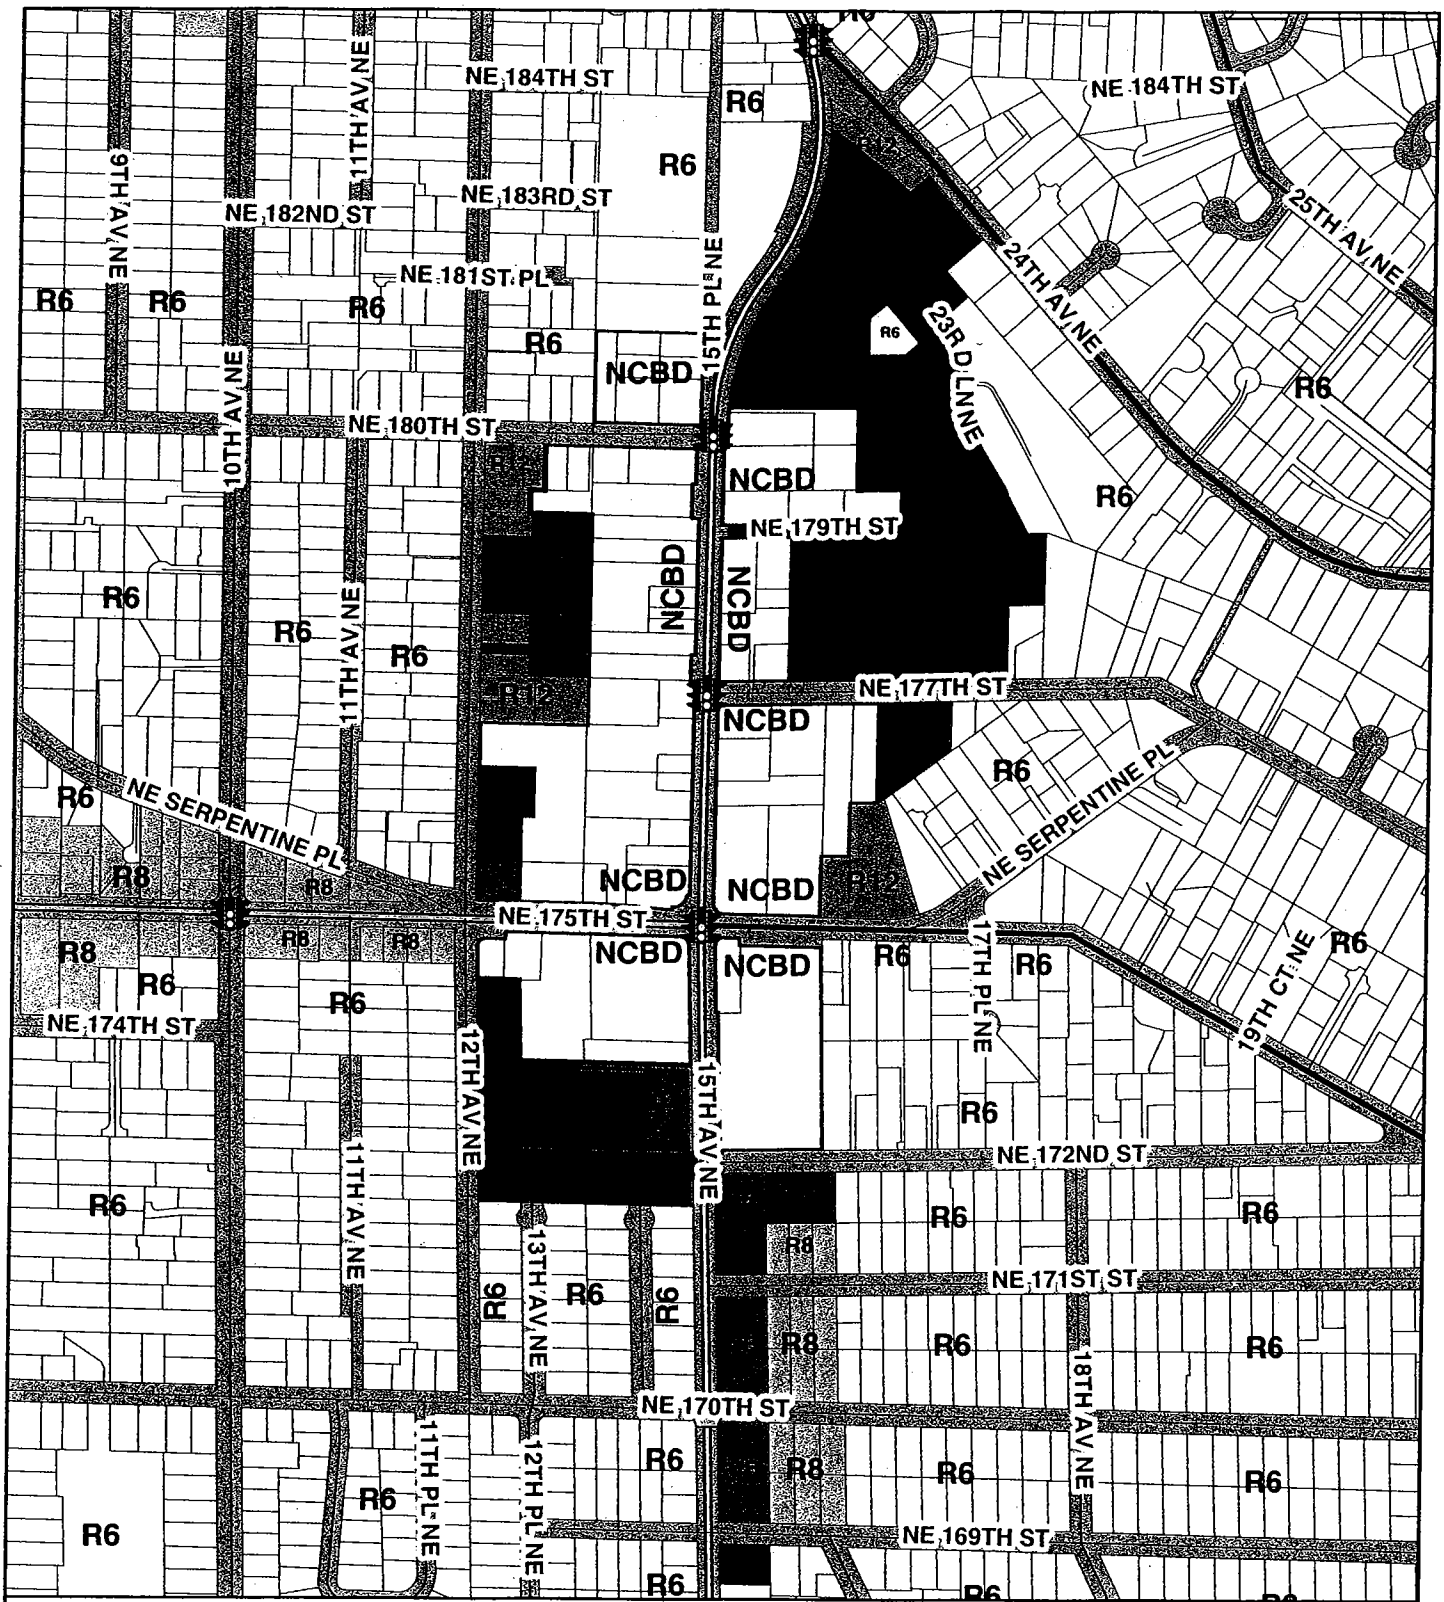 R6
NE 184TH ST
NE 184TH ST
11TH AV NE
R6
R12
R6
9TH AV NE
NE 182ND ST
NE 183RD ST
25TH AV NE
24TH AV NE
15TH PL NE
NE 181ST PL
R6
R6
R6
R6
R6
23RD LN NE
NCBD
R6
10TH AV NE
NE 180TH ST
R12
NCBD
R6
NE 179TH ST
NCBD
NCBD
R6
R6
11TH AV NE
R6
R12
NE 177TH ST
NCBD
R6
R6
NE SERPENTINE PL
NE SERPENTINE PL
R8
R8
NCBD
NCBD
R12
NE 175TH ST
R8
R8
R8
NCBD
NCBD
R6
17TH PL NE
R6
R6
R6
R6
NE 174TH ST
19TH CT NE
12TH AV NE
15TH AV NE
R6
NE 172ND ST
11TH AV NE
R6
R6
R6
13TH AV NE
R8
NE 171ST ST
R6
R6
R6
R8
R6
R6
18TH AV NE
NE 170TH ST
11TH PL NE
12TH PL NE
R6
R8
R6
R6
R6
R6
NE 169TH ST
R6
R6
R6